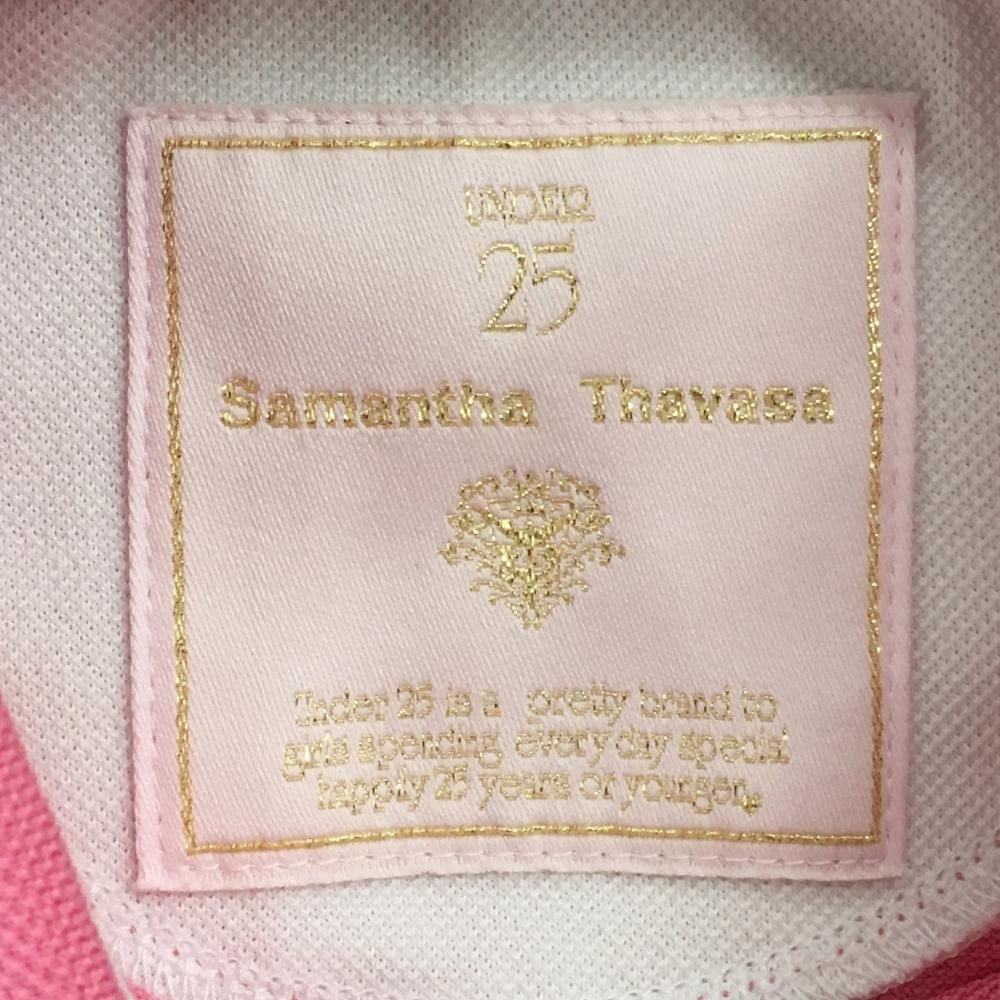 UNDER
25
Samantha Thavasa
Under 25 is a pretty brand to
girls spending every day special
happily 25 years or younger.